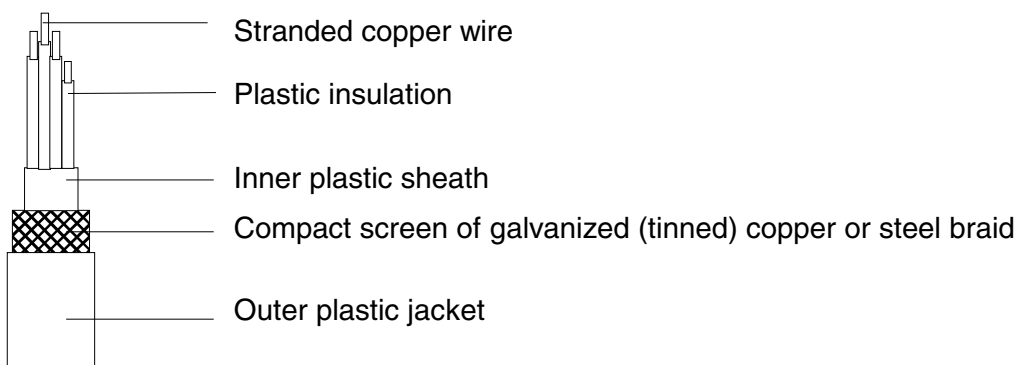 Stranded copper wire
Plastic insulation
Inner plastic sheath
Compact screen of galvanized (tinned) copper or steel braid
Outer plastic jacket